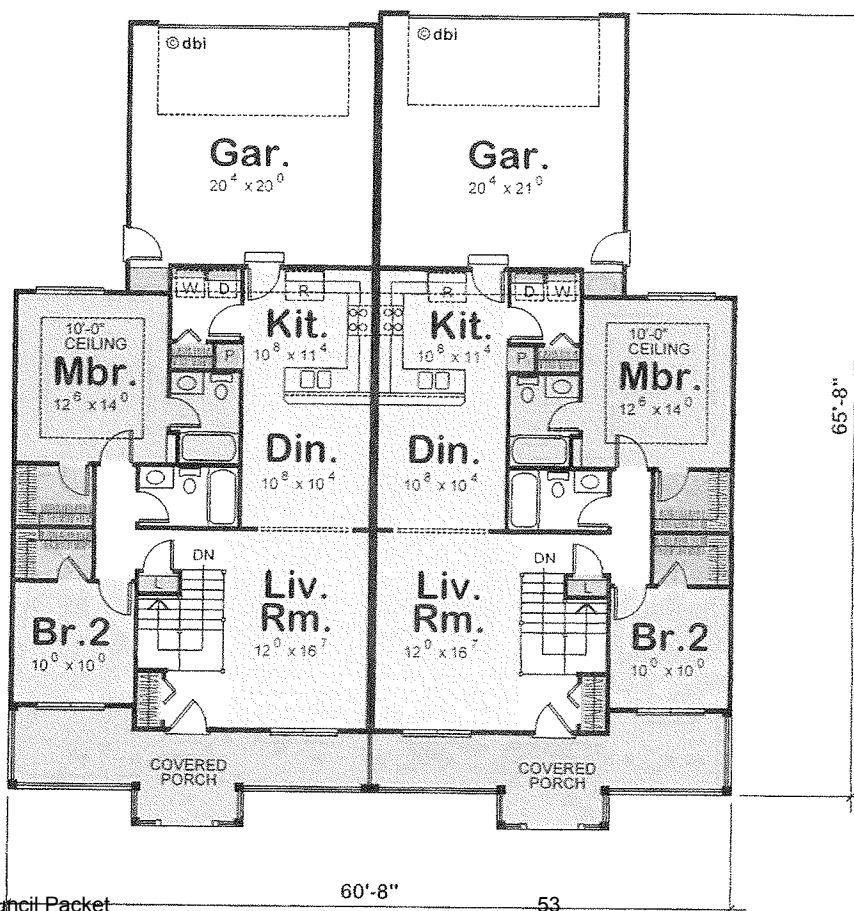 ©dbi
©dbi
Gar.
20⁴ x 20⁰
Gar.
20⁴ x 21⁰
W D
R
R
D W
Kit.
10⁸ x 11⁴
Kit.
10⁸ x 11⁴
P
P
10'-0"
CEILING
Mbr.
12⁶ x 14⁰
10'-0"
CEILING
Mbr.
12⁶ x 14⁰
65'-8"
Din.
10⁸ x 10⁴
Din.
10⁸ x 10⁴
DN
DN
L
L
Liv.
Rm.
12⁰ x 16⁷
Liv.
Rm.
12⁰ x 16⁷
Br.2
10⁰ x 10⁰
Br.2
10⁰ x 10⁰
COVERED
PORCH
COVERED
PORCH
60'-8"
Packet
53